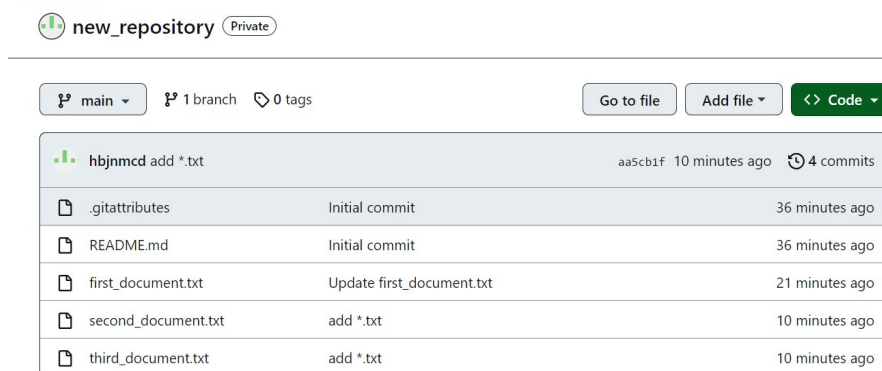 new_repository Private
main 1 branch 0 tags Go to file Add file <> Code
hbjnmcd add *.txt aa5cb1f 10 minutes ago 4 commits
.gitattributes Initial commit 36 minutes ago
README.md Initial commit 36 minutes ago
first_document.txt Update first_document.txt 21 minutes ago
second_document.txt add *.txt 10 minutes ago
third_document.txt add *.txt 10 minutes ago